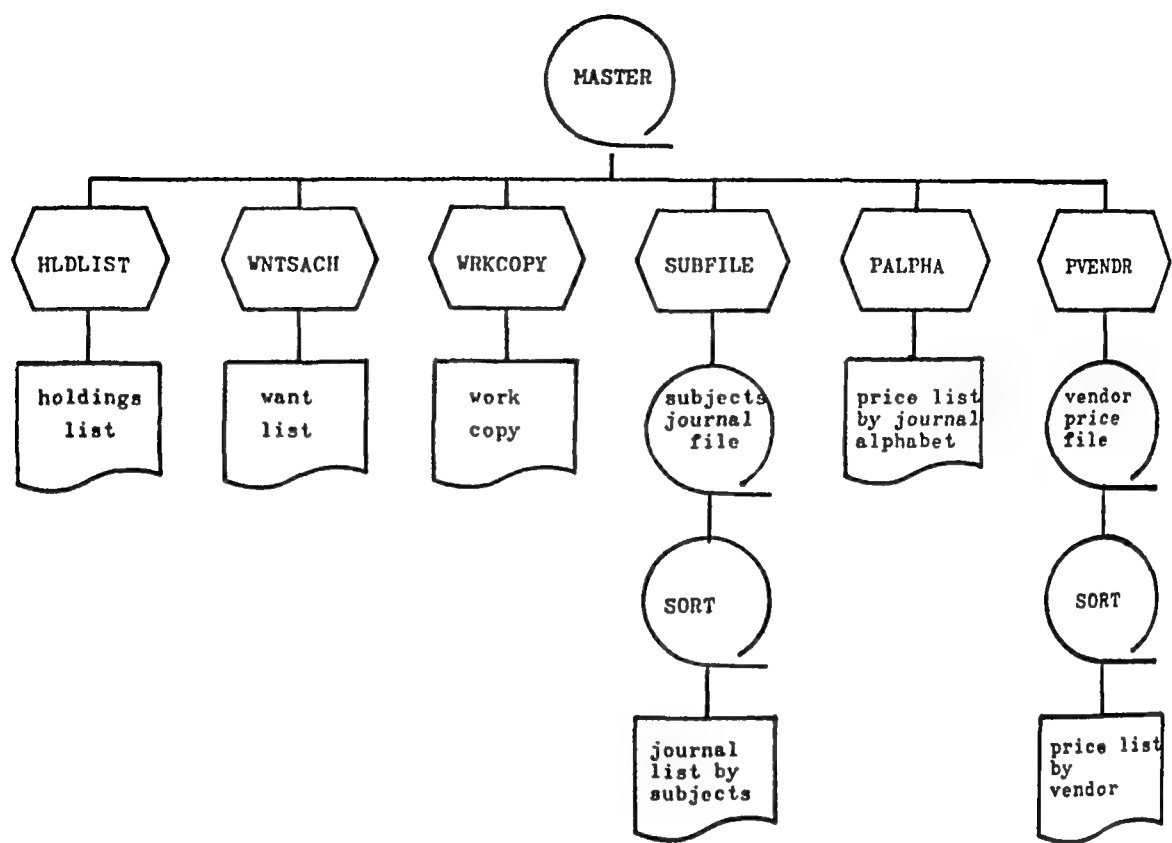 MASTER
HLDLIST
WNTSACH
WRKCOPY
SUBFILE
PALPHA
PVENDR
holdings
list
want
list
work
copy
subjects
journal
file
price list
by journal
alphabet
vendor
price
file
SORT
SORT
journal
list by
subjects
price list
by
vendor